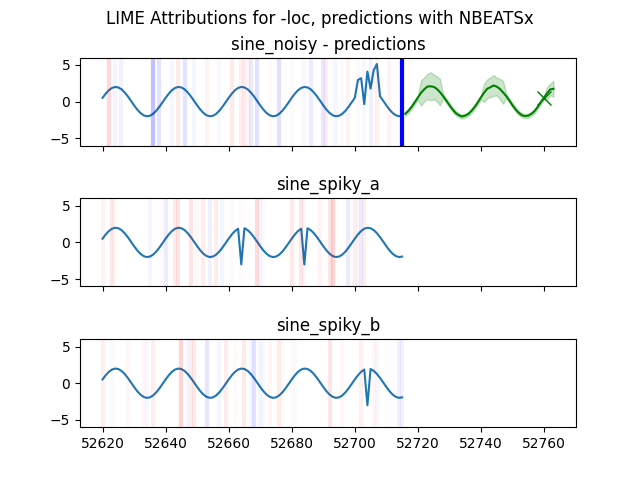 LIME Attributions for -loc, predictions with NBEATSx
sine_noisy - predictions
5
0
−5
sine_spiky_a
5
0
−5
sine_spiky_b
5
0
−5
52620 52640 52660 52680 52700 52720 52740 52760